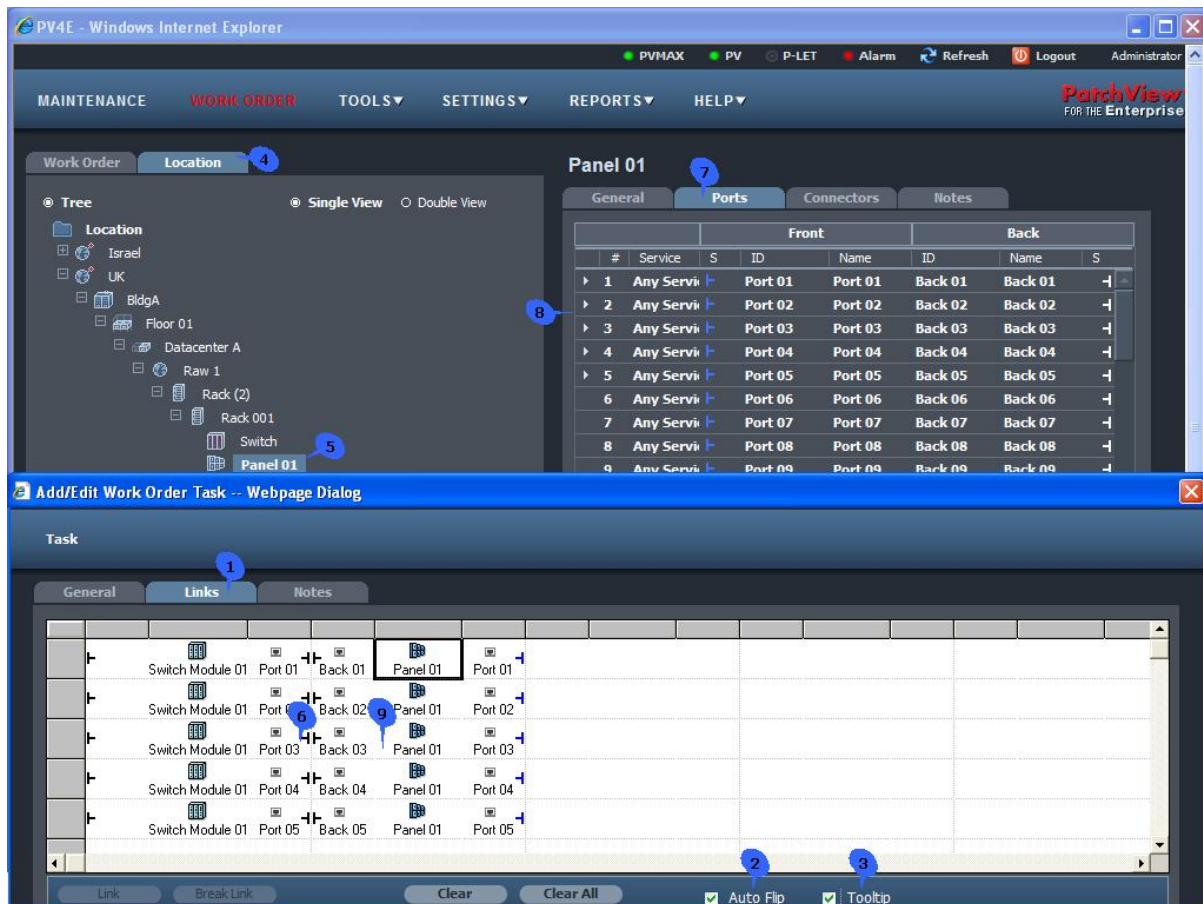 PV4E - Windows Internet Explorer
PVMAX PV P-LET Alarm Refresh Logout Administrator
MAINTENANCE WORK ORDER TOOLS▼ SETTINGS▼ REPORTS▼ HELP▼
PatchView
FOR THE Enterprise
Work Order Location 4
Tree Single View Double View
Location
Israel
UK
BldgA
Floor 01
Datacenter A
Raw 1
Rack (2)
Rack 001
Switch
Panel 01
5
Panel 01
7
General Ports Connectors Notes
Front Back
# Service S ID Name ID Name S
8
1 Any Servi Port 01 Port 01 Back 01 Back 01
2 Any Servi Port 02 Port 02 Back 02 Back 02
3 Any Servi Port 03 Port 03 Back 03 Back 03
4 Any Servi Port 04 Port 04 Back 04 Back 04
5 Any Servi Port 05 Port 05 Back 05 Back 05
6 Any Servi Port 06 Port 06 Back 06 Back 06
7 Any Servi Port 07 Port 07 Back 07 Back 07
8 Any Servi Port 08 Port 08 Back 08 Back 08
9 Any Servi Port 09 Port 09 Back 09 Back 09
Add/Edit Work Order Task -- Webpage Dialog
Task
1
General Links Notes
Switch Module 01 Port 01 Back 01 Panel 01 Port 01
Switch Module 01 Port Back 02 Panel 01 Port 02
6 9
Switch Module 01 Port 03 Back 03 Panel 01 Port 03
Switch Module 01 Port 04 Back 04 Panel 01 Port 04
Switch Module 01 Port 05 Back 05 Panel 01 Port 05
2 3
Link Break Link Clear Clear All Auto Flip Tooltip